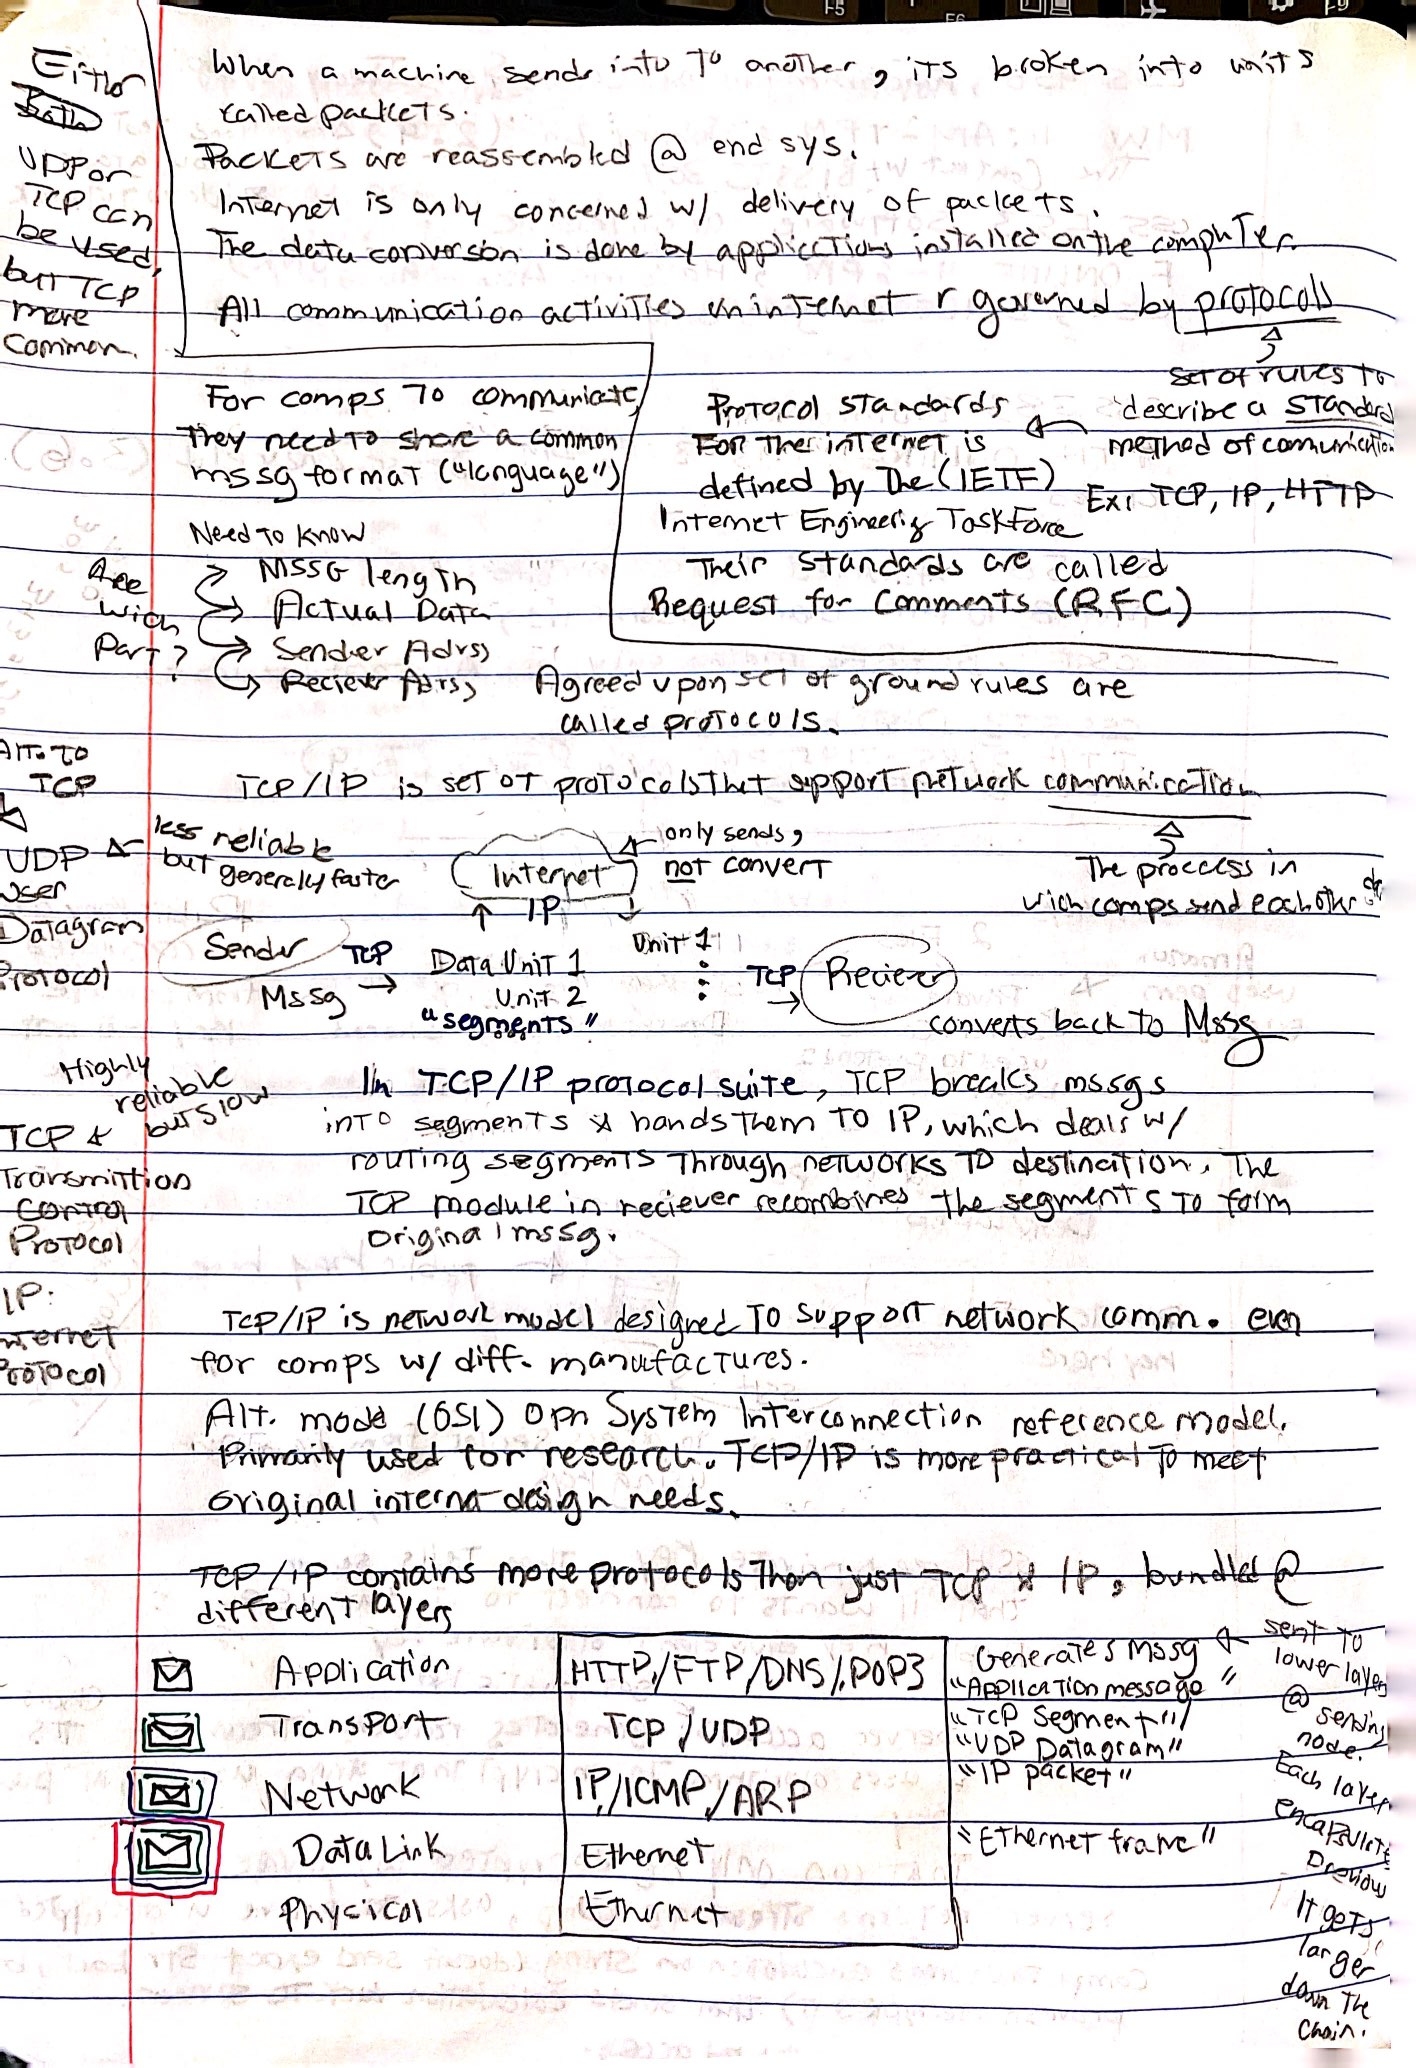 When a machine sends info to another, its broken into units
called packets.
Packets are reassembled @ end sys.
Internet is only concerned w/ delivery of packets.
The data conversion is done by applications installed on the computer.
All communication activities on internet r governed by protocols
Either
UDP or
TCP can
be used,
but TCP
more
common.
set of rules to
describe a standard
method of comunication
Ex: TCP, IP, HTTP
Protocol standards
For the internet is
defined by the (IETF)
Internet Engineering Task Force
Their standards are called
Request for Comments (RFC)
For comps to communicate,
they need to share a common
mssg format ("language")
Need to know
MSSG length
Actual Data
Sender Adrss
Reciever Adrss
Are
wich
Part?
Agreed upon set of ground rules are
called protocols.
TCP/IP is set of protocols that support network communication
The proccess in
wich comps send each other
Alt. to
TCP
UDP
User
Datagram
Protocol
less reliable
but generally faster
Internet
IP
only sends,
not convert
Sender
Mssg
TCP
Data Unit 1
Unit 2
"segments"
Unit 1
TCP
Reciever
converts back to Mssg
Highly
reliable
but slow
TCP
Transmittion
Control
Protocol
In TCP/IP protocol suite, TCP breaks mssgs
into segments & hands them to IP, which deals w/
routing segments through networks to destination. The
TCP module in reciever recombines the segments to form
original mssg.
IP:
Internet
Protocol
TCP/IP is network model designed to support network comm. even
for comps w/ diff. manufactures.
Alt. mode (OSI) Opn System Interconnection reference model.
Primarily used for research. TCP/IP is more practical to meet
original interna design needs.
TCP/IP contains more protocols than just TCP & IP, bundled @
different layers
Application HTTP/FTP/DNS/POP3 Generates Mssg
"Application message"
Transport TCP/UDP "TCP Segment"/
"UDP Datagram"
Network IP/ICMP/ARP "IP packet"
Data Link Ethernet "Ethernet frame"
Physical Ethernet
sent to
lower layers
@ sending
node.
Each layer
encapsulate
previous
It gets
larger
down the
chain.